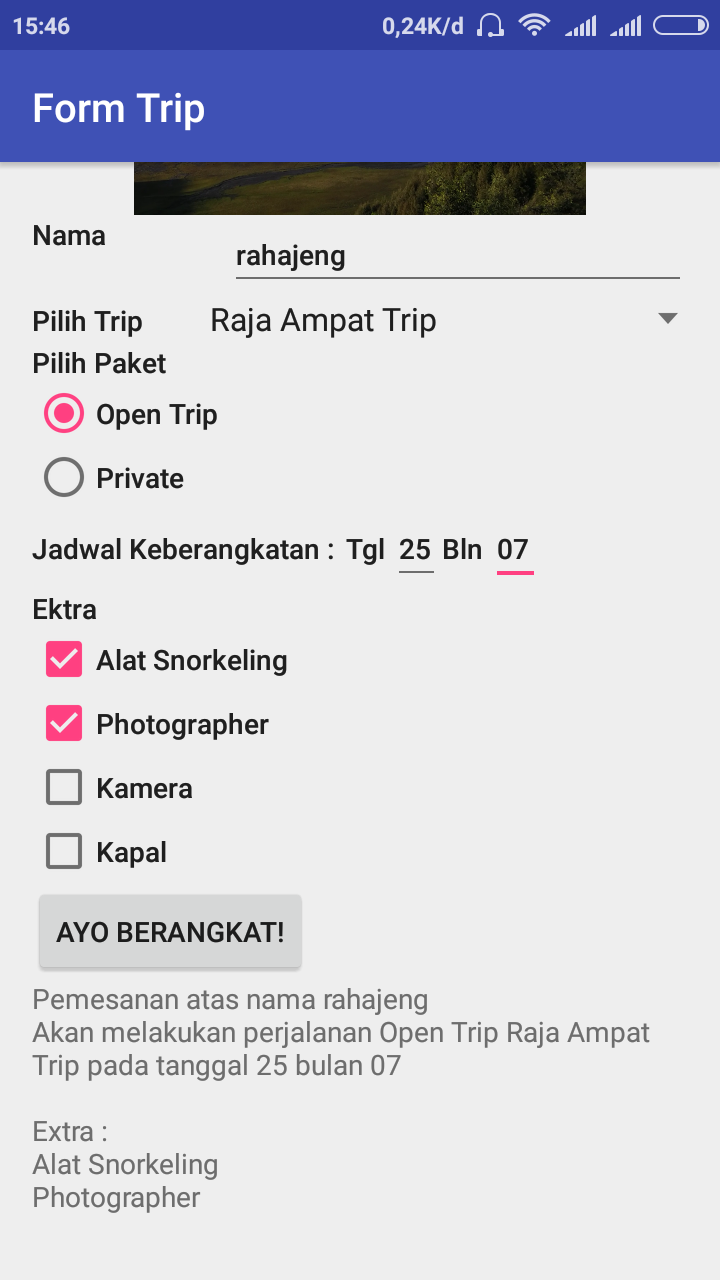 15:46 0,24K/d
Form Trip
Nama
rahajeng
Pilih Trip Raja Ampat Trip
Pilih Paket
Open Trip
Private
Jadwal Keberangkatan : Tgl 25 Bln 07
Ektra
Alat Snorkeling
Photographer
Kamera
Kapal
AYO BERANGKAT!
Pemesanan atas nama rahajeng
Akan melakukan perjalanan Open Trip Raja Ampat
Trip pada tanggal 25 bulan 07
Extra :
Alat Snorkeling
Photographer